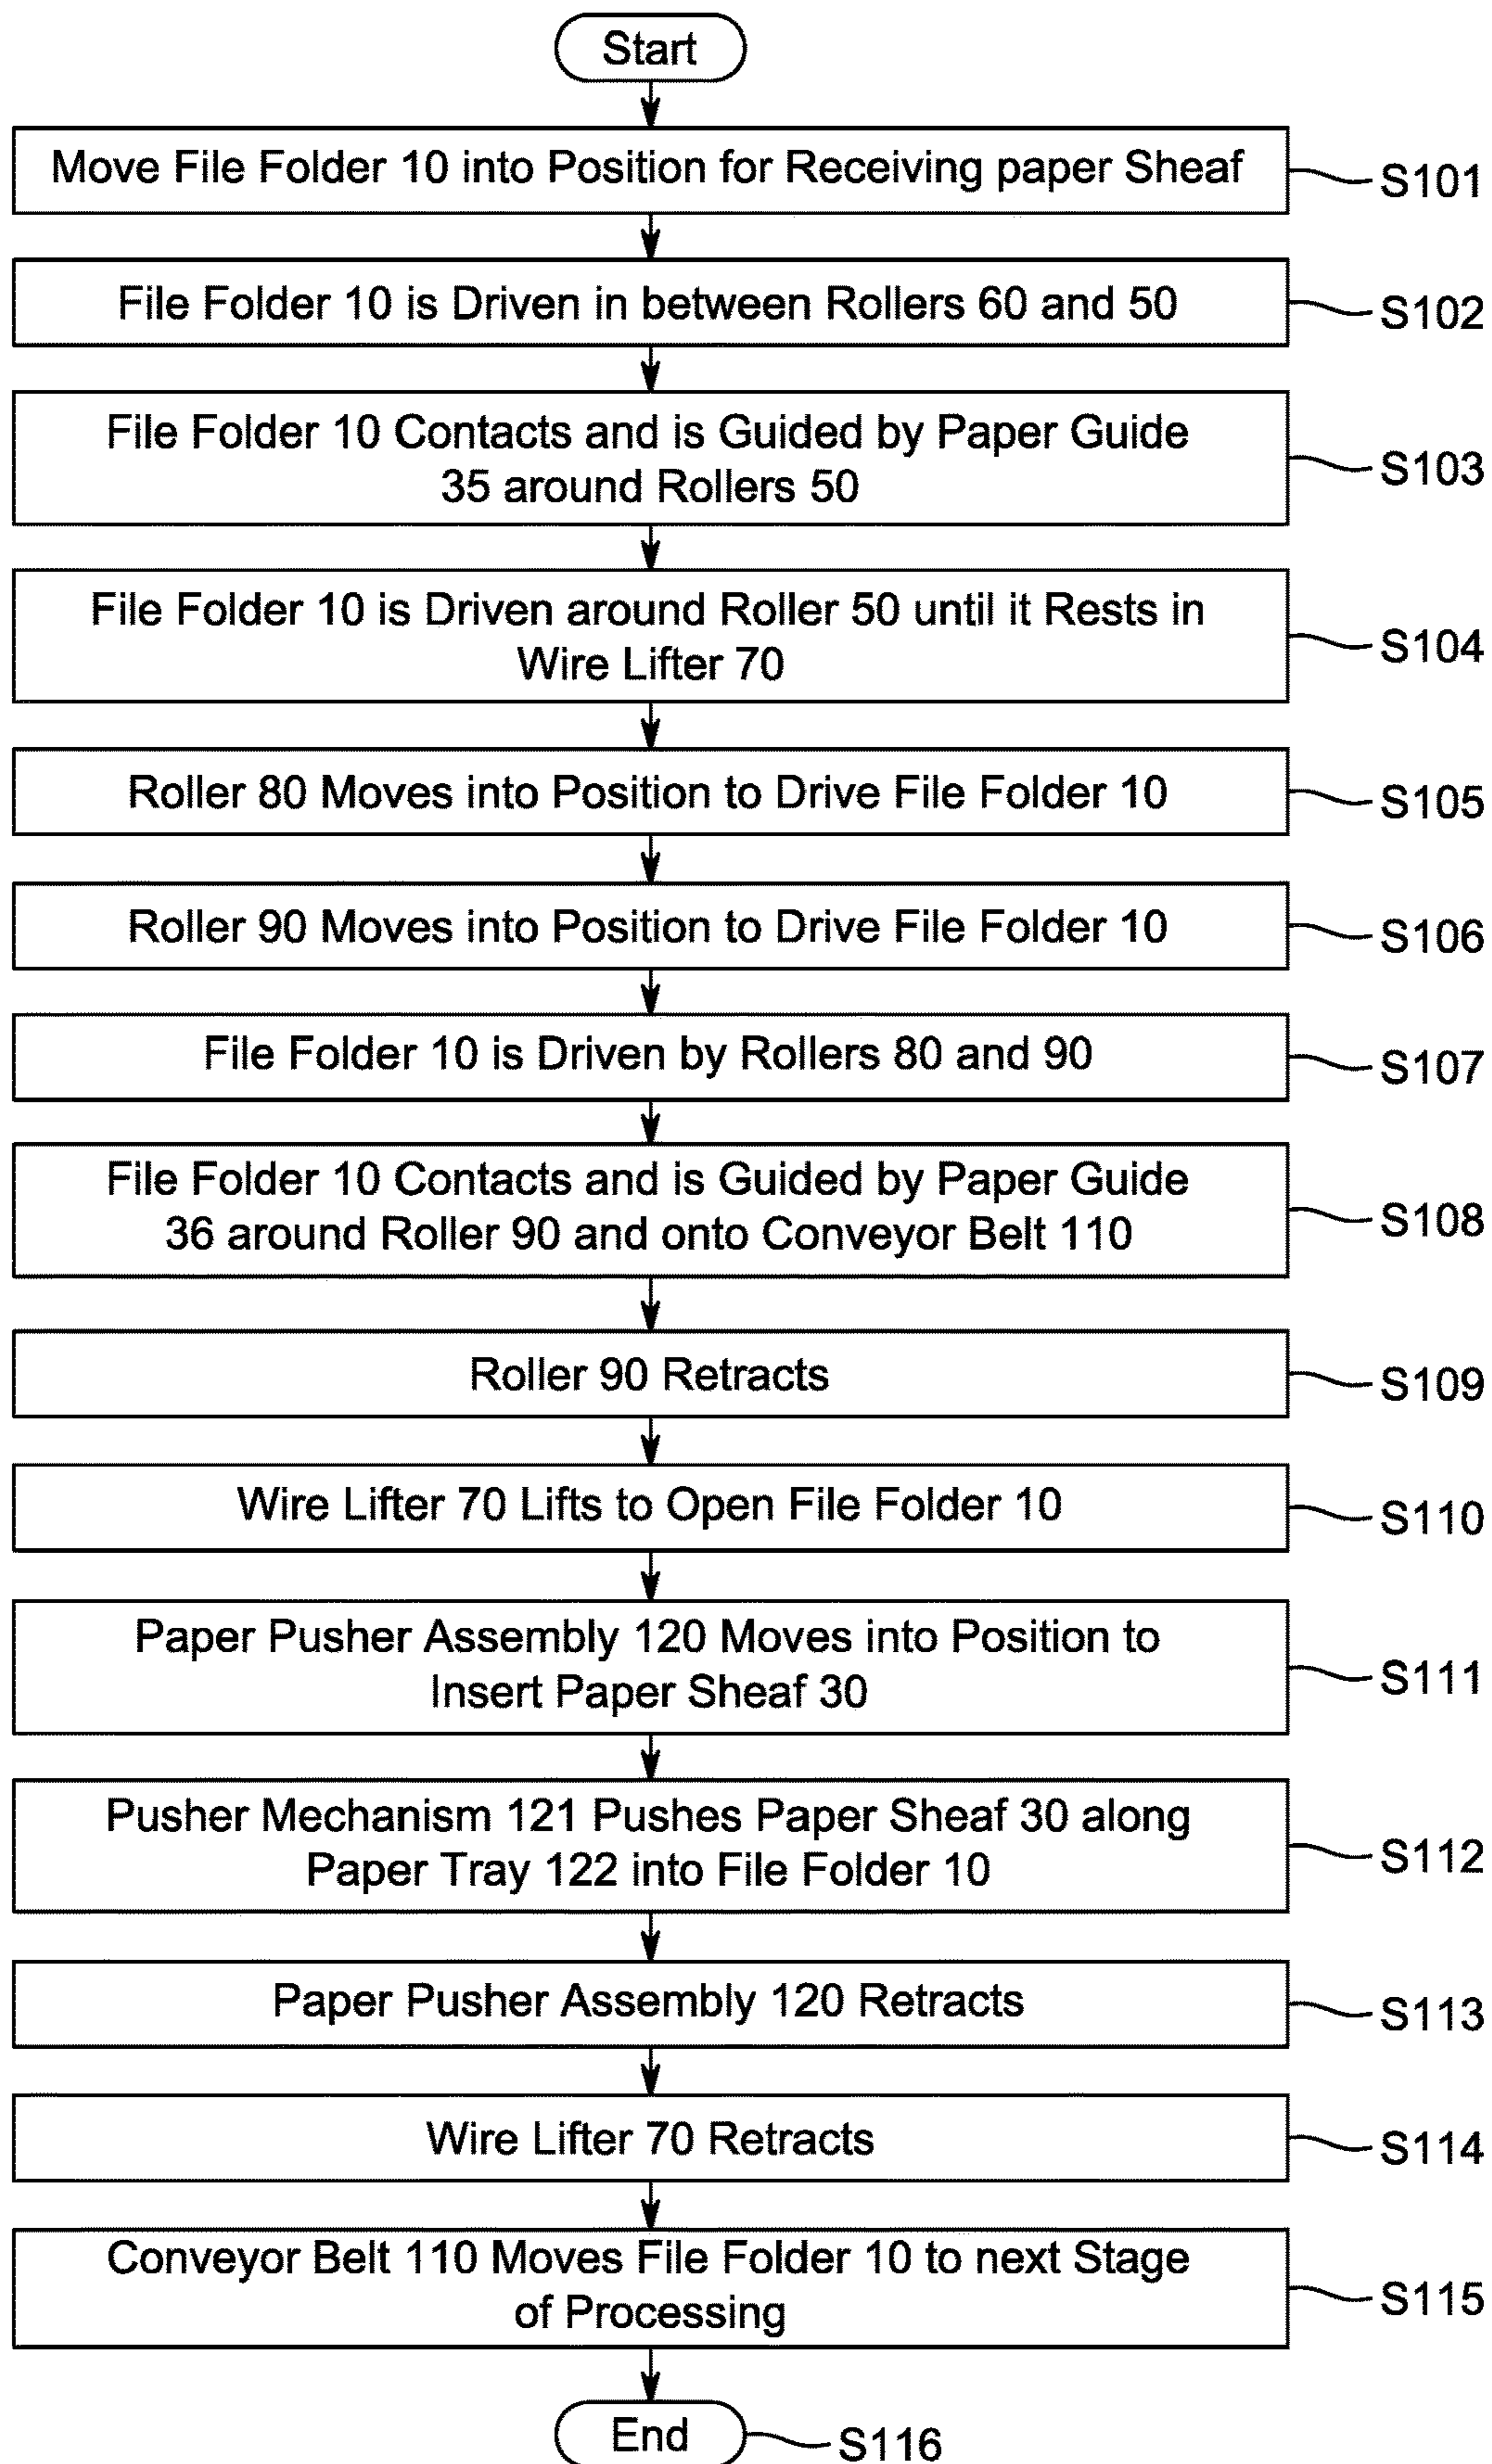 Start
Move File Folder 10 into Position for Receiving paper Sheaf
S101
File Folder 10 is Driven in between Rollers 60 and 50
S102
File Folder 10 Contacts and is Guided by Paper Guide
35 around Rollers 50
S103
File Folder 10 is Driven around Roller 50 until it Rests in
Wire Lifter 70
S104
Roller 80 Moves into Position to Drive File Folder 10
S105
Roller 90 Moves into Position to Drive File Folder 10
S106
File Folder 10 is Driven by Rollers 80 and 90
S107
File Folder 10 Contacts and is Guided by Paper Guide
36 around Roller 90 and onto Conveyor Belt 110
S108
Roller 90 Retracts
S109
Wire Lifter 70 Lifts to Open File Folder 10
S110
Paper Pusher Assembly 120 Moves into Position to
Insert Paper Sheaf 30
S111
Pusher Mechanism 121 Pushes Paper Sheaf 30 along
Paper Tray 122 into File Folder 10
S112
Paper Pusher Assembly 120 Retracts
S113
Wire Lifter 70 Retracts
S114
Conveyor Belt 110 Moves File Folder 10 to next Stage
of Processing
S115
End
S116